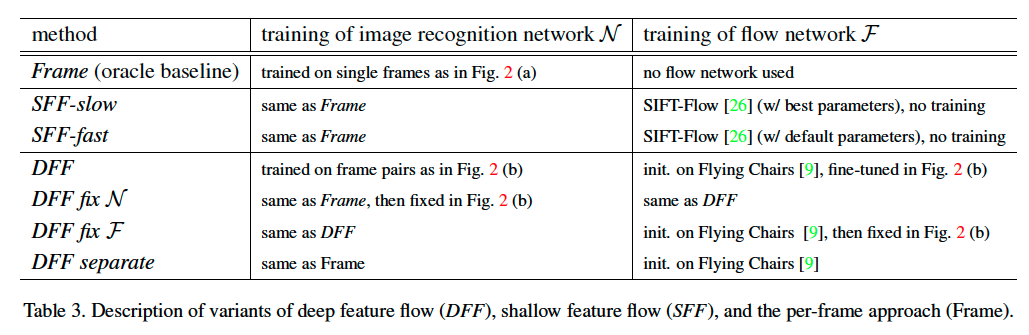 method training of image recognition network 𝒩 training of flow network ℱ
Frame (oracle baseline) trained on single frames as in Fig. 2 (a) no flow network used
SFF-slow same as Frame SIFT-Flow [26] (w/ best parameters), no training
SFF-fast same as Frame SIFT-Flow [26] (w/ default parameters), no training
DFF trained on frame pairs as in Fig. 2 (b) init. on Flying Chairs [9], fine-tuned in Fig. 2 (b)
DFF fix 𝒩 same as Frame, then fixed in Fig. 2 (b) same as DFF
DFF fix ℱ same as DFF init. on Flying Chairs [9], then fixed in Fig. 2 (b)
DFF separate same as Frame init. on Flying Chairs [9]
Table 3. Description of variants of deep feature flow (DFF), shallow feature flow (SFF), and the per-frame approach (Frame).